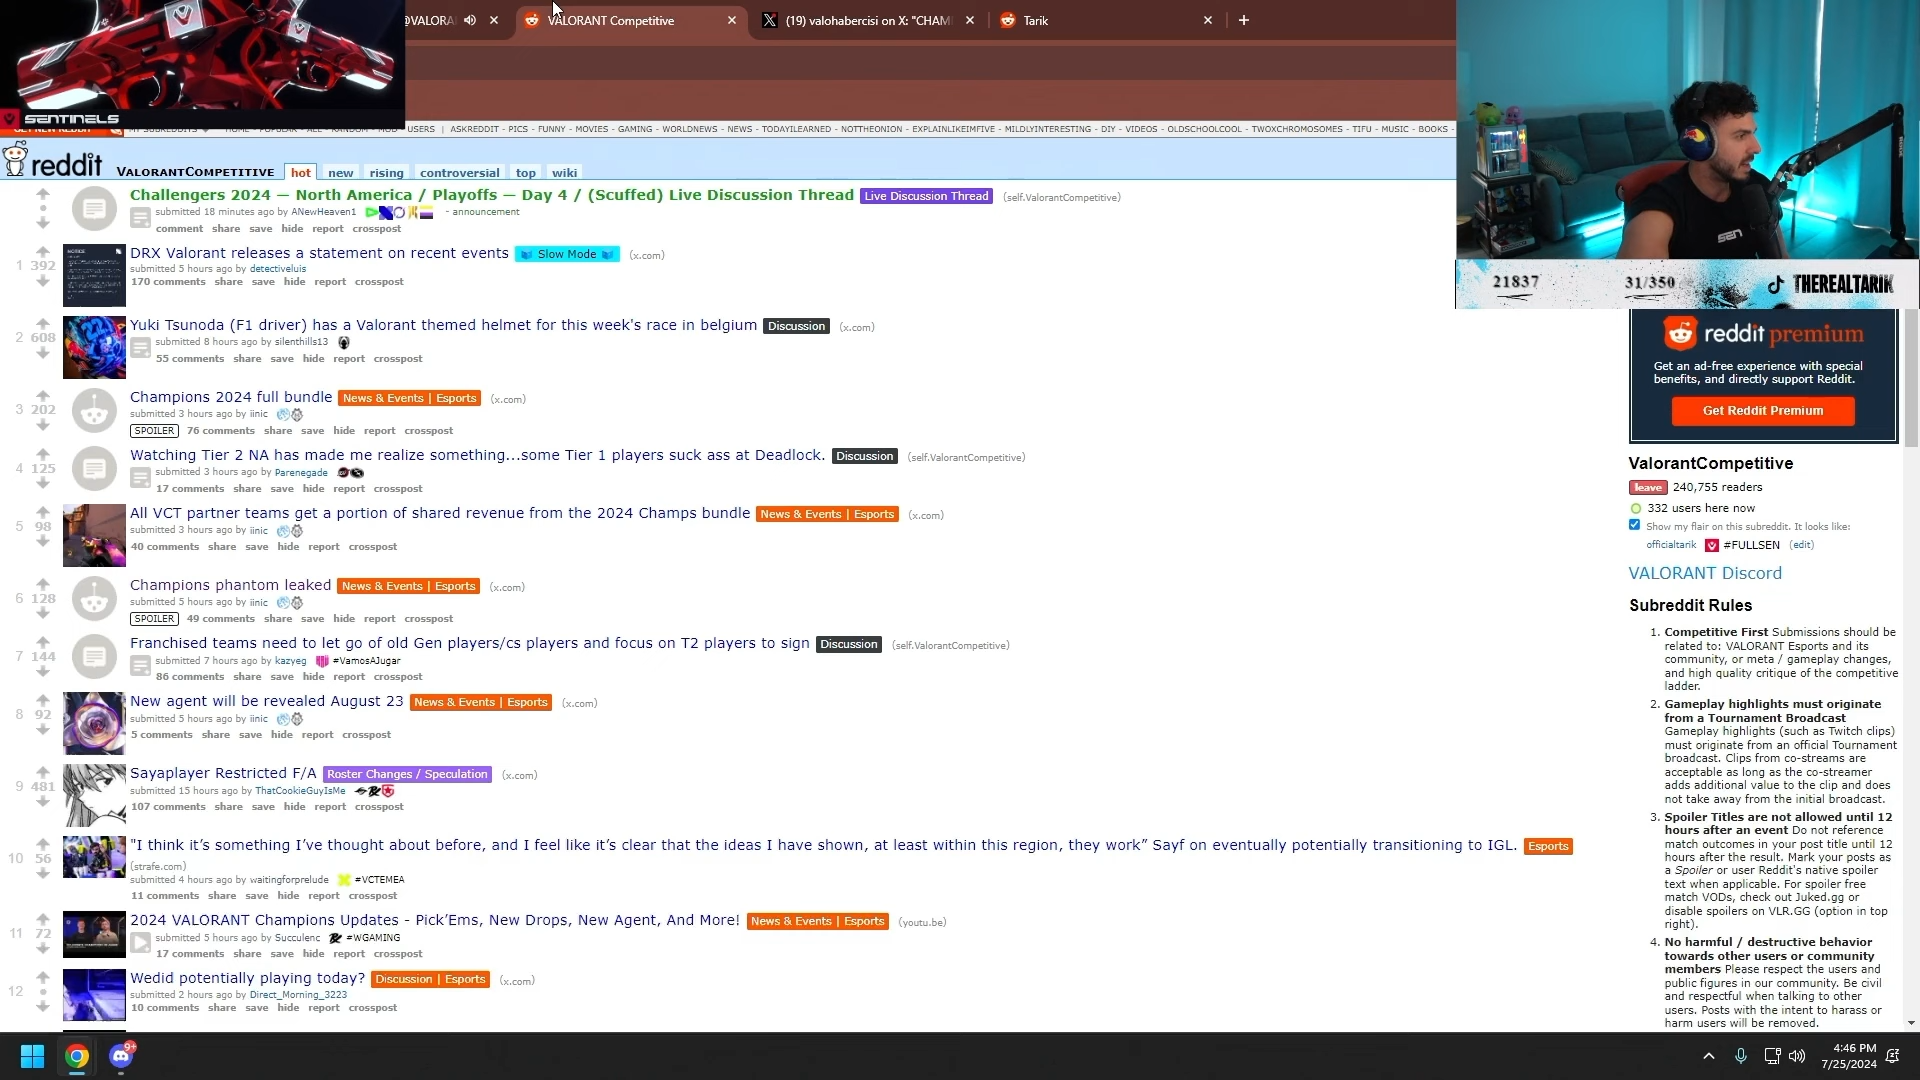 @VALORA
VALORANT Competitive
(19) valohabercisi on X: "CHAM
Tarik
SENTINELS
USERS | ASKREDDIT - PICS - FUNNY - MOVIES - GAMING - WORLDNEWS - NEWS - TODAYILEARNED - NOTTHEONION - EXPLAINLIKEIMFIVE - MILDLYINTERESTING - DIY - VIDEOS - OLDSCHOOLCOOL - TWOXCHROMOSOMES - TIFU - MUSIC - BOOKS -
reddit VALORANTCOMPETITIVE hot new rising controversial top wiki
Challengers 2024 — North America / Playoffs — Day 4 / (Scuffed) Live Discussion Thread Live Discussion Thread (self.ValorantCompetitive)
submitted 18 minutes ago by ANewHeaven1 - announcement
comment share save hide report crosspost
1 392 DRX Valorant releases a statement on recent events Slow Mode (x.com)
submitted 5 hours ago by detectiveluis
170 comments share save hide report crosspost
2 608 Yuki Tsunoda (F1 driver) has a Valorant themed helmet for this week's race in belgium Discussion (x.com)
submitted 8 hours ago by silenthills13
55 comments share save hide report crosspost
3 202 Champions 2024 full bundle News & Events | Esports (x.com)
submitted 3 hours ago by iinic
SPOILER 76 comments share save hide report crosspost
4 125 Watching Tier 2 NA has made me realize something...some Tier 1 players suck ass at Deadlock. Discussion (self.ValorantCompetitive)
submitted 3 hours ago by Parenegade
17 comments share save hide report crosspost
5 98 All VCT partner teams get a portion of shared revenue from the 2024 Champs bundle News & Events | Esports (x.com)
submitted 3 hours ago by iinic
40 comments share save hide report crosspost
6 128 Champions phantom leaked News & Events | Esports (x.com)
submitted 5 hours ago by iinic
SPOILER 49 comments share save hide report crosspost
7 144 Franchised teams need to let go of old Gen players/cs players and focus on T2 players to sign Discussion (self.ValorantCompetitive)
submitted 7 hours ago by kazyeg #VamosAJugar
86 comments share save hide report crosspost
8 92 New agent will be revealed August 23 News & Events | Esports (x.com)
submitted 5 hours ago by iinic
5 comments share save hide report crosspost
9 481 Sayaplayer Restricted F/A Roster Changes / Speculation (x.com)
submitted 15 hours ago by ThatCookieGuyIsMe
107 comments share save hide report crosspost
10 56 "I think it's something I've thought about before, and I feel like it's clear that the ideas I have shown, at least within this region, they work” Sayf on eventually potentially transitioning to IGL. Esports
(strafe.com)
submitted 4 hours ago by waitingforprelude #VCTEMEA
11 comments share save hide report crosspost
11 72 2024 VALORANT Champions Updates - Pick’Ems, New Drops, New Agent, And More! News & Events | Esports (youtu.be)
submitted 5 hours ago by Succulenc #WGAMING
17 comments share save hide report crosspost
12 Wedid potentially playing today? Discussion | Esports (x.com)
submitted 2 hours ago by Direct_Morning_3223
10 comments share save hide report crosspost
SEN
21837 31/350 THEREALTARIK
reddit premium
Get an ad-free experience with special
benefits, and directly support Reddit.
Get Reddit Premium
ValorantCompetitive
leave 240,755 readers
332 users here now
Show my flair on this subreddit. It looks like:
officialtarik #FULLSEN (edit)
VALORANT Discord
Subreddit Rules
1. Competitive First Submissions should be
related to: VALORANT Esports and its
community, or meta / gameplay changes,
and high quality critique of the competitive
ladder.
2. Gameplay highlights must originate
from a Tournament Broadcast
Gameplay highlights (such as Twitch clips)
must originate from an official Tournament
broadcast. Clips from co-streams are
acceptable as long as the co-streamer
adds additional value to the clip and does
not take away from the initial broadcast.
3. Spoiler Titles are not allowed until 12
hours after an event Do not reference
match outcomes in your post title until 12
hours after the result. Mark your posts as
a Spoiler or user Reddit's native spoiler
text when applicable. For spoiler free
match VODs, check out Juked.gg or
disable spoilers on VLR.GG (option in top
right).
4. No harmful / destructive behavior
towards other users or community
members Please respect the users and
public figures in our community. Be civil
and respectful when talking to other
users. Posts with the intent to harass or
harm users will be removed.
9+
4:46 PM
7/25/2024